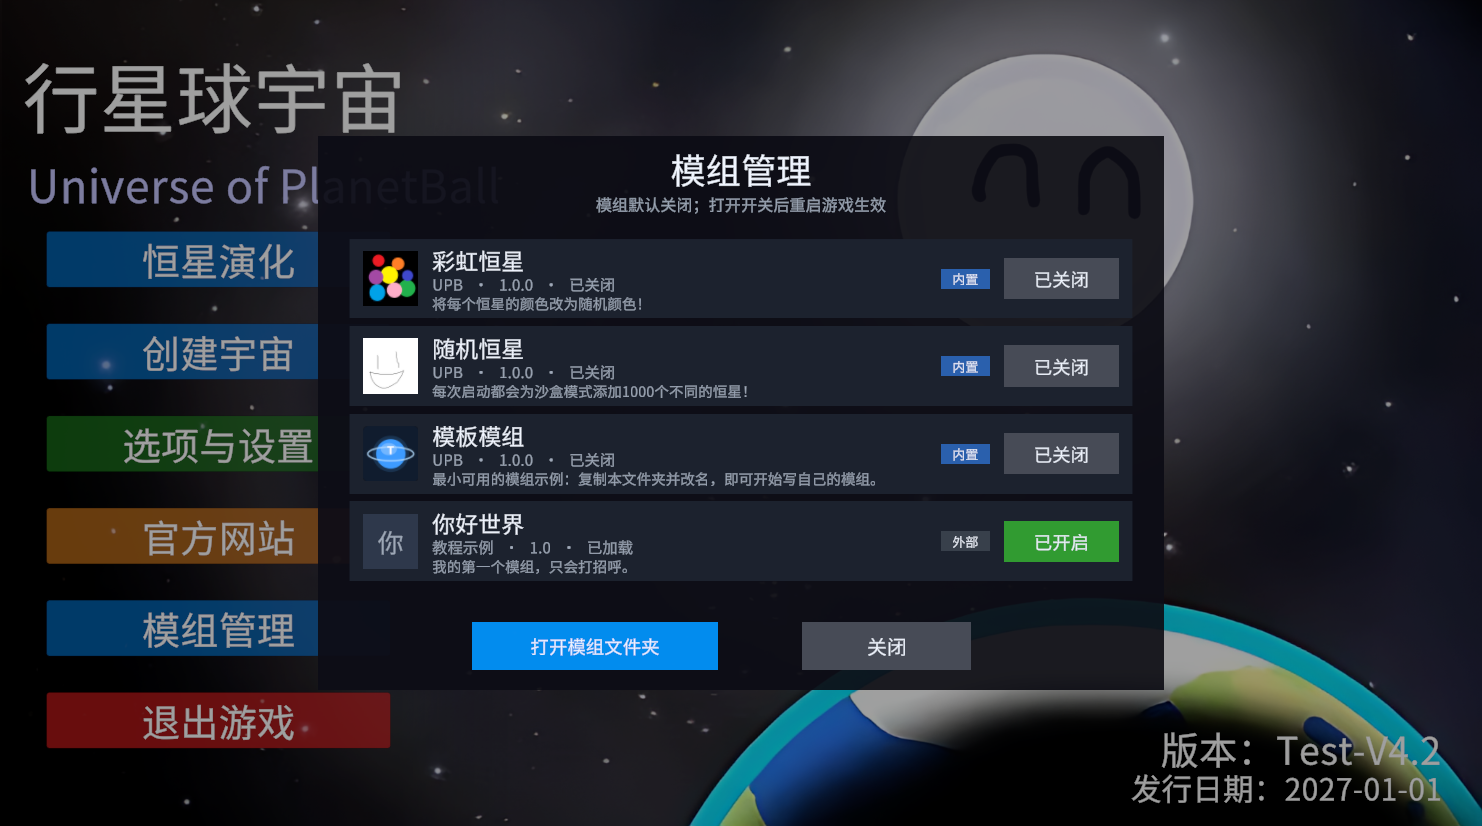 行星球宇宙
Universe of PlanetBall
恒星演化
创建宇宙
选项与设置
官方网站
模组管理
退出游戏
模组管理
模组默认关闭；打开开关后重启游戏生效
彩虹恒星
UPB · 1.0.0 · 已关闭
将每个恒星的颜色改为随机颜色！
内置
已关闭
随机恒星
UPB · 1.0.0 · 已关闭
每次启动都会为沙盒模式添加1000个不同的恒星！
内置
已关闭
T
模板模组
UPB · 1.0.0 · 已关闭
最小可用的模组示例：复制本文件夹并改名，即可开始写自己的模组。
内置
已关闭
你
你好世界
教程示例 · 1.0 · 已加载
我的第一个模组，只会打招呼。
外部
已开启
打开模组文件夹
关闭
版本：Test-V4.2
发行日期：2027-01-01